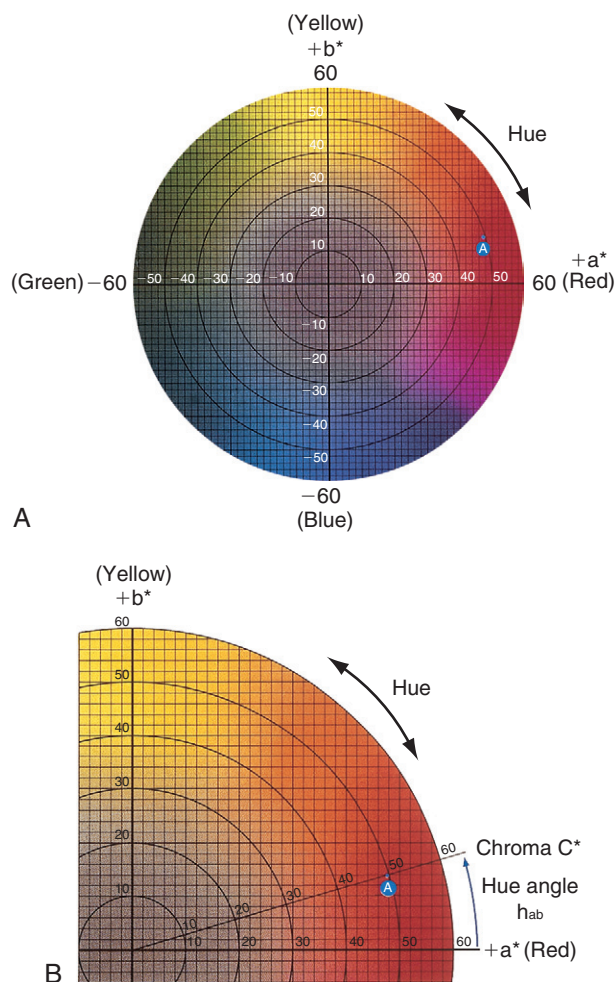 (Yellow)
+b*
60
50
40
30
20
10
Hue
A
(Green) −60 −50 −40 −30 −20 −10 10 20 30 40 50 60
+a*
(Red)
−10
−20
−30
−40
−50
−60
(Blue)
A
(Yellow)
+b*
60
50
40
30
20
10
Hue
10 20 30 40 50 60
A
Chroma C*
Hue angle
hab
10 20 30 40 50 60 +a* (Red)
B